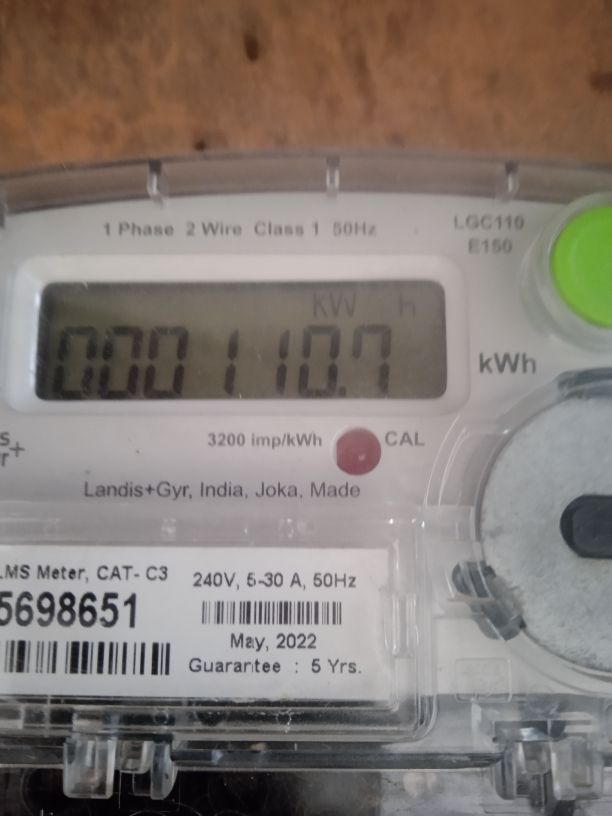 1 Phase 2 Wire Class 1 50Hz
LGC110
E150
kW h
000110.7
kWh
3200 imp/kWh
CAL
Landis+Gyr, India, Joka, Made
LMS Meter, CAT- C3
5698651
240V, 5-30 A, 50Hz
May, 2022
Guarantee : 5 Yrs.